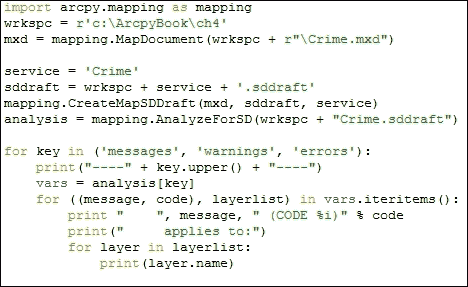 import arcpy.mapping as mapping
wrkspc = r'c:\ArcpyBook\ch4'
mxd = mapping.MapDocument(wrkspc + r"\Crime.mxd")

service = 'Crime'
sddraft = wrkspc + service + '.sddraft'
mapping.CreateMapSDDraft(mxd, sddraft, service)
analysis = mapping.AnalyzeForSD(wrkspc + "Crime.sddraft")

for key in ('messages', 'warnings', 'errors'):
    print("----" + key.upper() + "----")
    vars = analysis[key]
    for ((message, code), layerlist) in vars.iteritems():
        print "    ", message, " (CODE %i)" % code
        print("    applies to:")
        for layer in layerlist:
            print(layer.name)